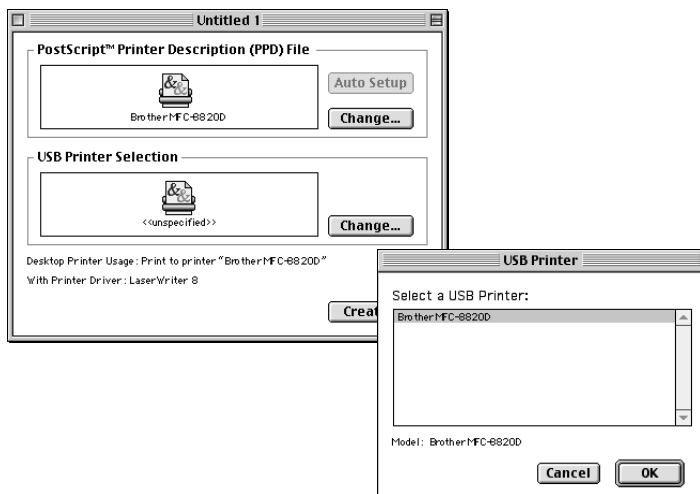 Untitled 1
PostScript™ Printer Description (PPD) File
Auto Setup
Brother MFC-8820D
Change...
USB Printer Selection
<<unspecified>>
Change...
Desktop Printer Usage: Print to printer "Brother MFC-8820D"
With Printer Driver: LaserWriter 8
Creat
USB Printer
Select a USB Printer:
Brother MFC-8820D
Model: Brother MFC-8820D
Cancel
OK